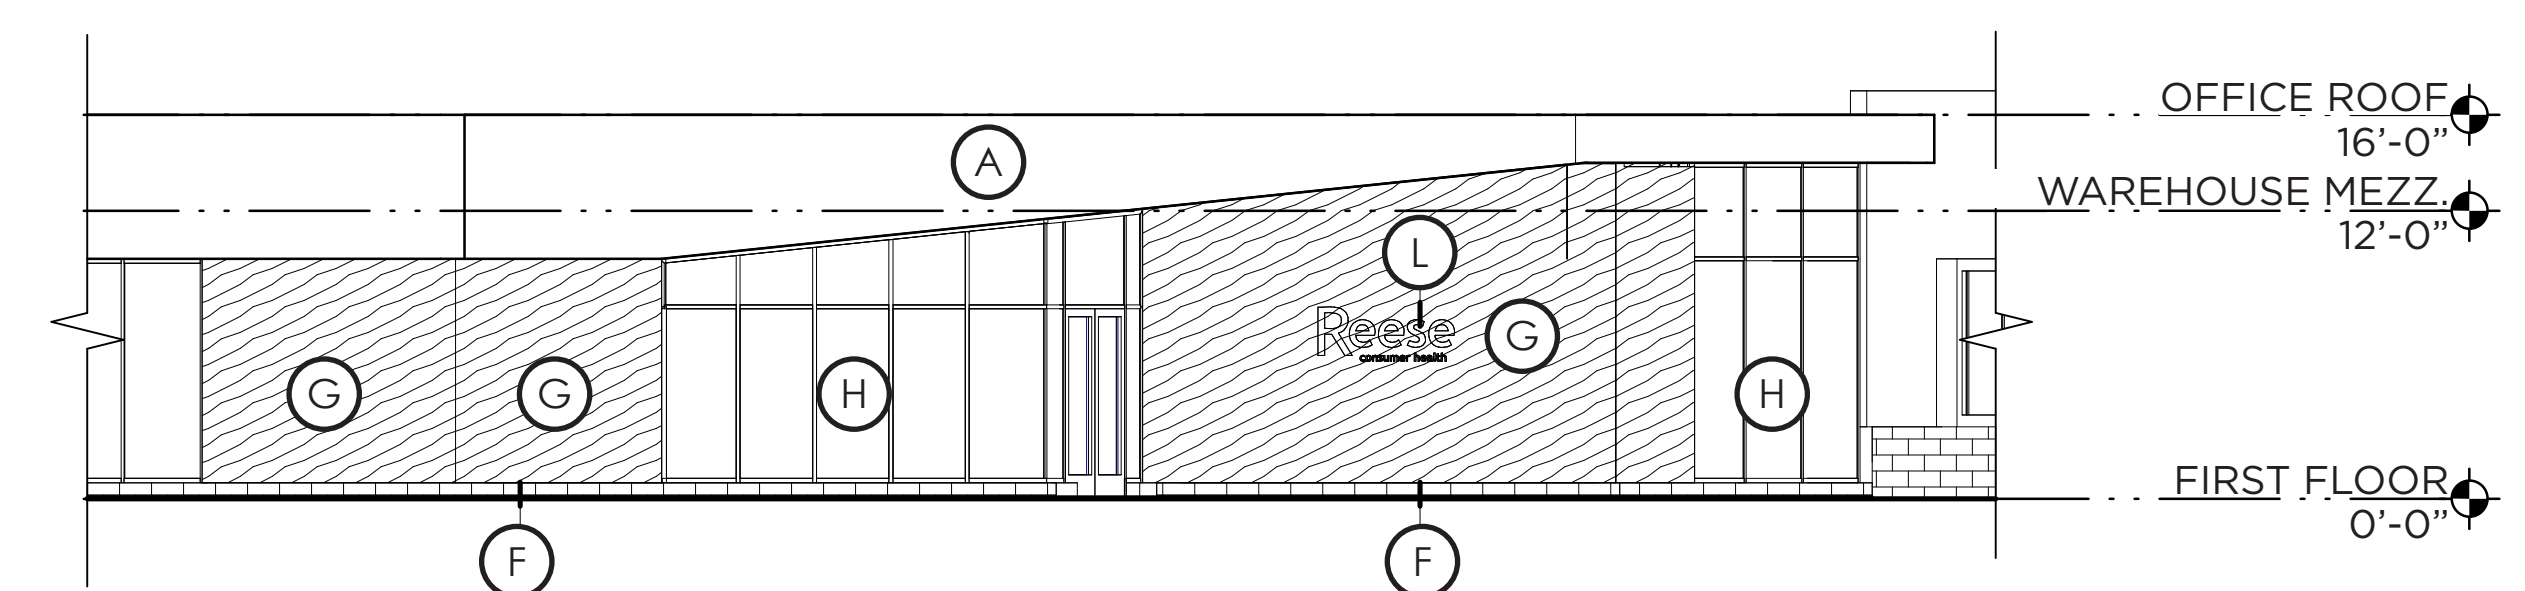 OFFICE ROOF
16'-0”
A
WAREHOUSE MEZZ.
12'-0”
L
Reese
consumer health
G
G
G
H
H
FIRST FLOOR
0'-0”
F
F